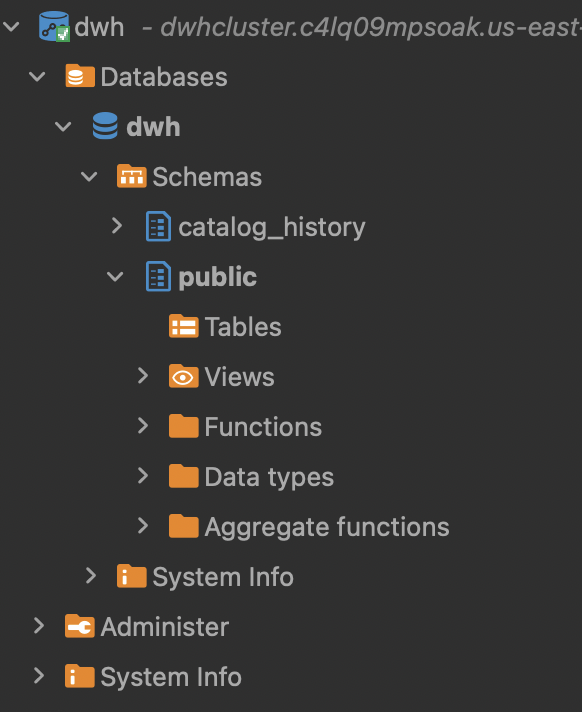 dwh - dwhcluster.c4lq09mpsoak.us-east-
Databases
dwh
Schemas
catalog_history
public
Tables
Views
Functions
Data types
Aggregate functions
System Info
Administer
System Info